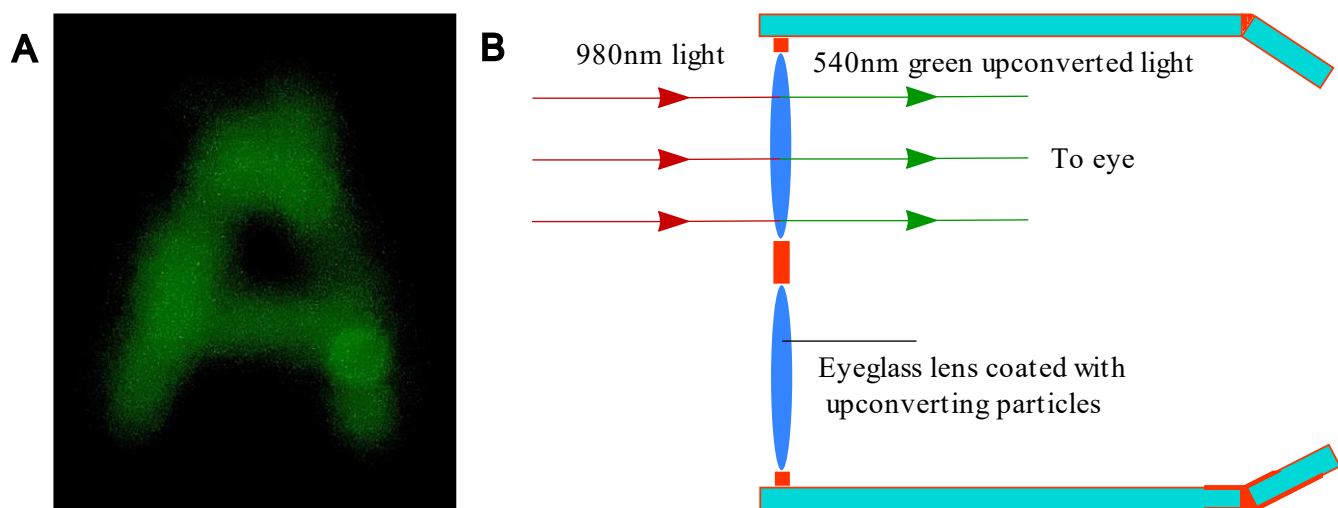 A
B
980nm light
540nm green upconverted light
To eye
Eyeglass lens coated with
upconverting particles
A